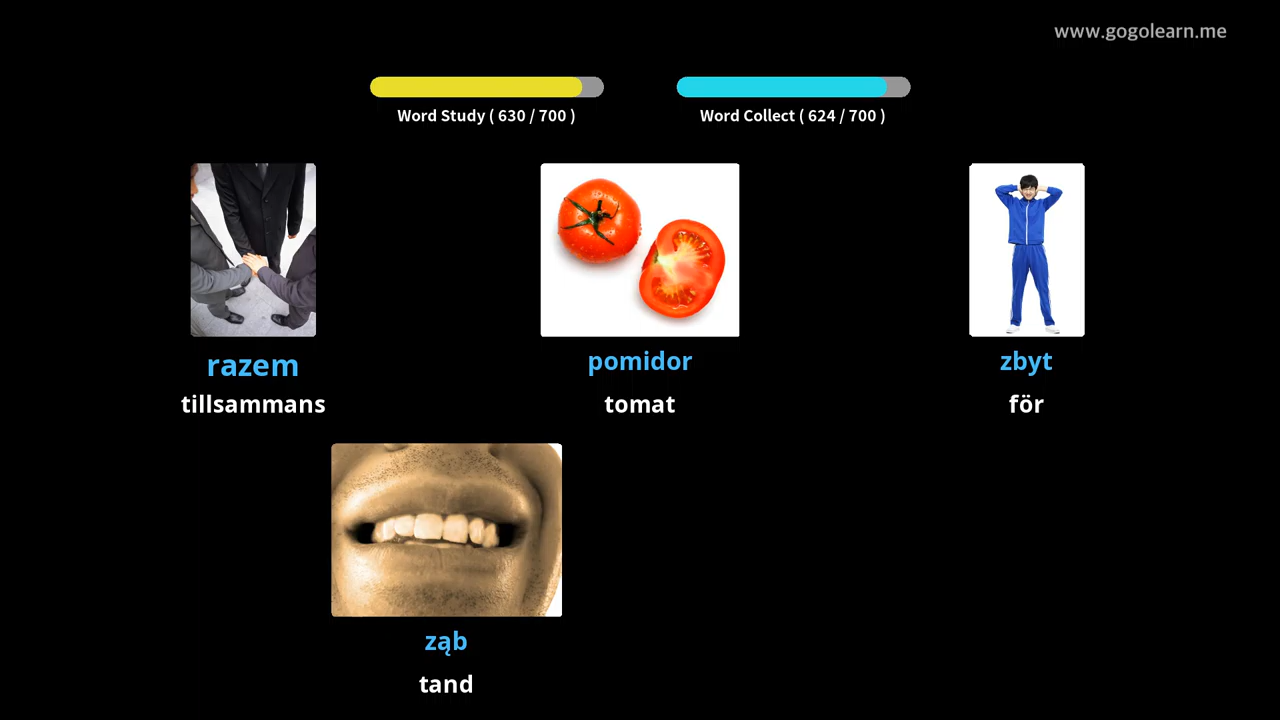 www.gogolearn.me
Word Study ( 630 / 700 )
Word Collect ( 624 / 700 )
razem
tillsammans
pomidor
tomat
zbyt
för
ząb
tand